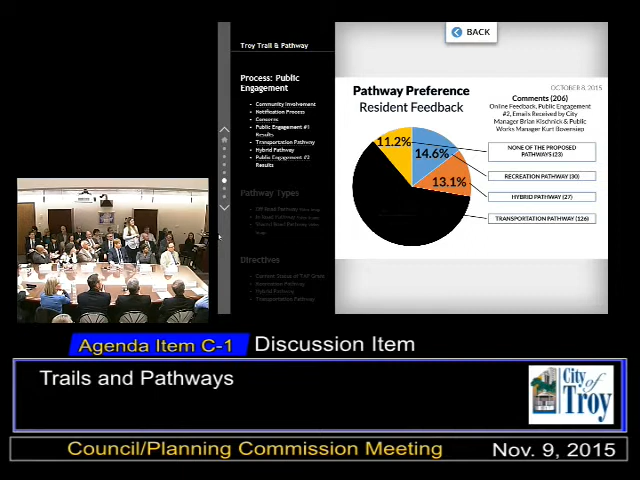 BACK
Troy Trail & Pathway
Process: Public
Engagement
Community Involvement
Notification Process
Concerns
Public Engagement #1
Results
Transportation Pathway
Hybrid Pathway
Public Engagement #2
Results
Pathway Types
Directives
OCTOBER 8, 2015
Pathway Preference
Resident Feedback
Comments (206)
Online Feedback, Public Engagement
#2, Emails Received by City
Manager Brian Kischnick & Public
Works Manager Kurt Bovensiep
11.2%
14.6%
13.1%
NONE OF THE PROPOSED
PATHWAYS (23)
RECREATION PATHWAY (30)
HYBRID PATHWAY (27)
TRANSPORTATION PATHWAY (126)
Agenda Item C-1 Discussion Item
Trails and Pathways
City
of
Troy
Council/Planning Commission Meeting Nov. 9, 2015